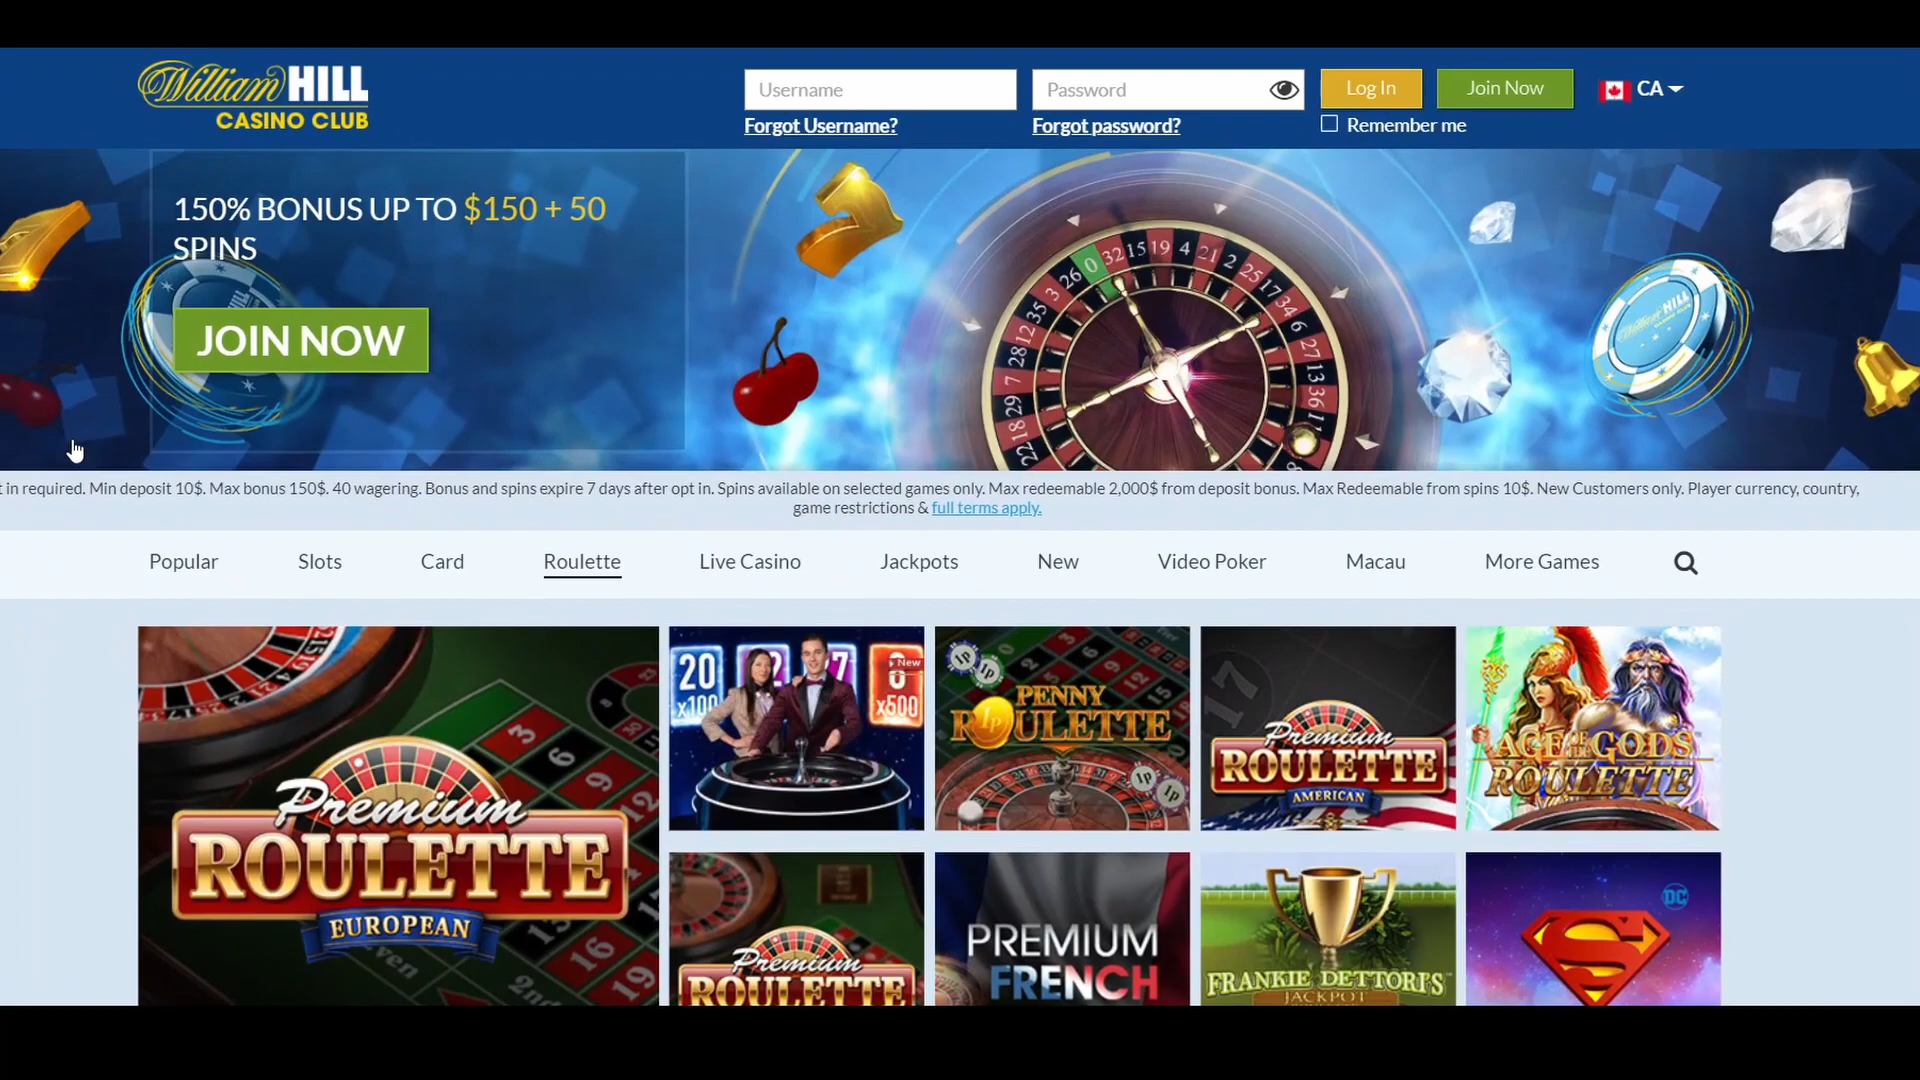 William HILL
CASINO CLUB
Username
Password
Log In
Join Now
CA
Forgot Username?
Forgot password?
Remember me
150% BONUS UP TO $150 + 50
SPINS
JOIN NOW
in required. Min deposit 10$. Max bonus 150$. 40 wagering. Bonus and spins expire 7 days after opt in. Spins available on selected games only. Max redeemable 2,000$ from deposit bonus. Max Redeemable from spins 10$. New Customers only. Player currency, country,
game restrictions & full terms apply.
Popular
Slots
Card
Roulette
Live Casino
Jackpots
New
Video Poker
Macau
More Games
Premium
ROULETTE
EUROPEAN
New
20
x100
x500
PENNY
ROULETTE
Premium
ROULETTE
AMERICAN
AGE OF THE GODS
ROULETTE
Premium
ROULETTE
PREMIUM
FRENCH
FRANKIE DETTORI'S
JACKPOT
DC